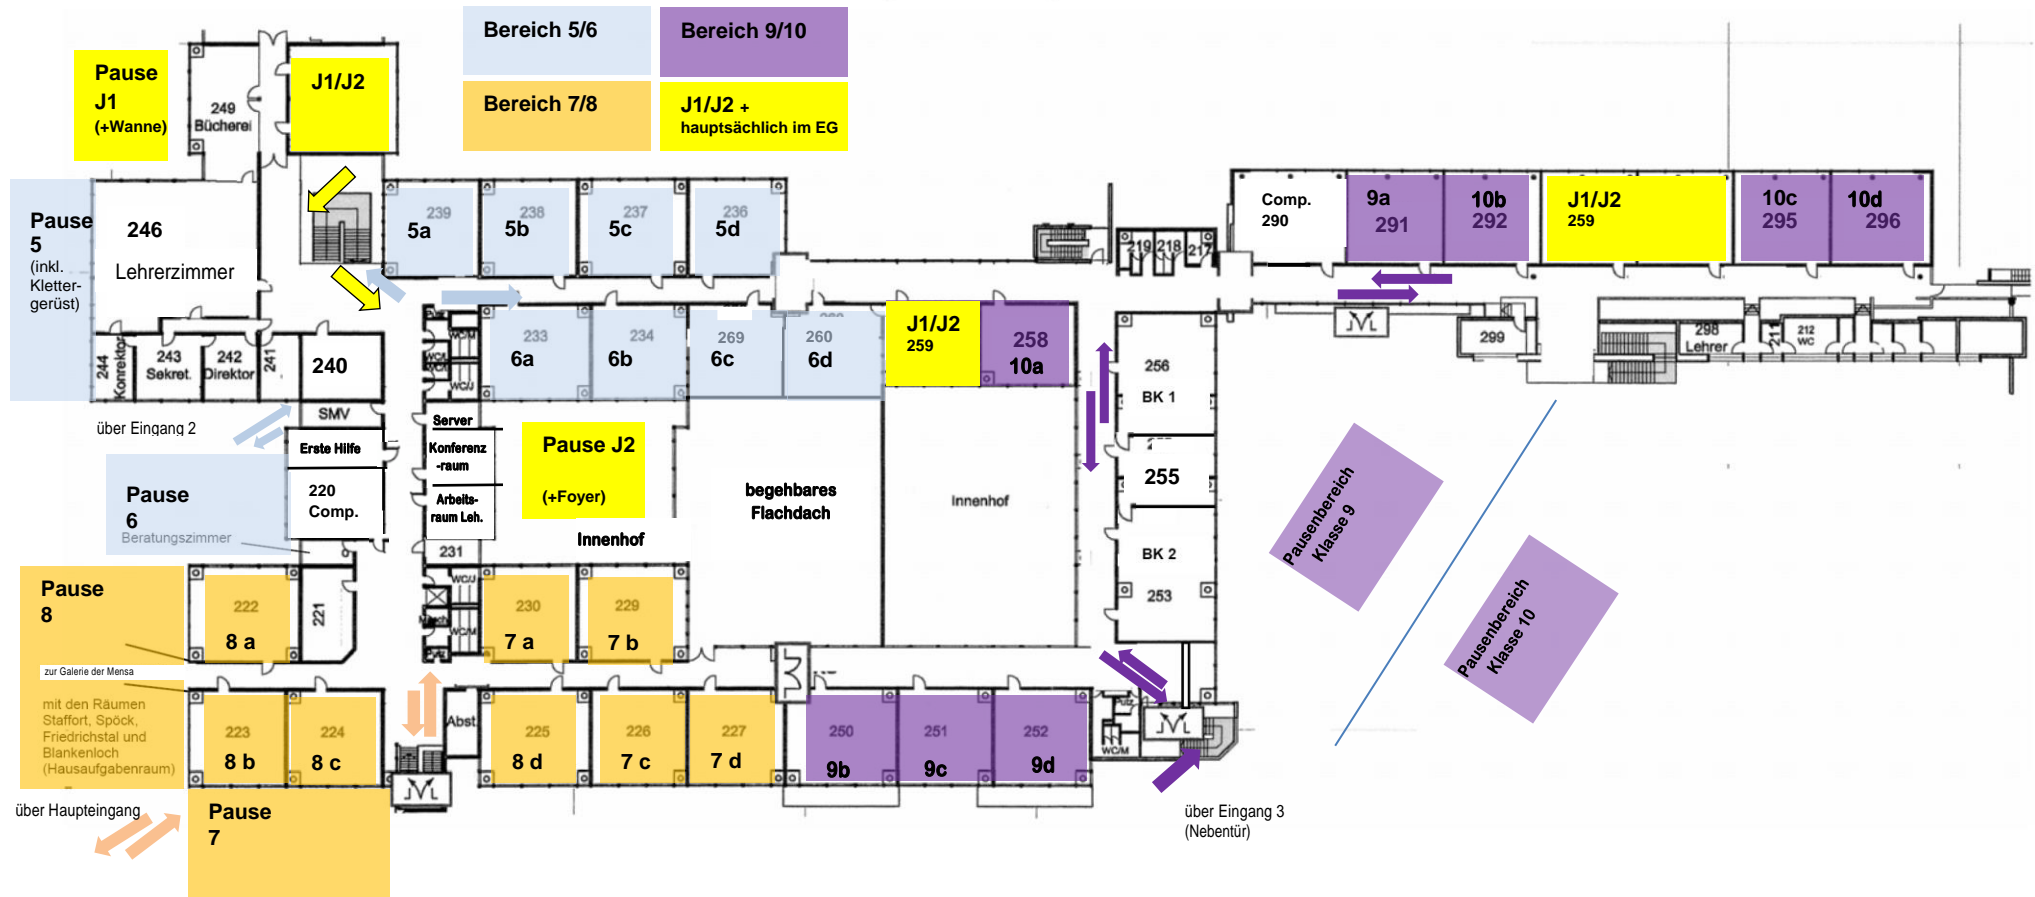 Bereich 5/6
Bereich 9/10
Bereich 7/8
J1/J2 +
hauptsächlich im EG
Pause
J1
(+Wanne)
249
Bücherei
J1/J2
Pause
5
(inkl.
Kletter-
gerüst)
246
Lehrerzimmer
239
5a
238
5b
237
5c
236
5d
219
218
217
Comp.
290
9a
291
10b
292
J1/J2
259
10c
295
10d
296
244
Konrektor
243
Sekret.
242
Direktor
241
240
WC/M
WC/J
233
6a
234
6b
269
6c
260
6d
J1/J2
259
258
10a
256
BK 1
299
298
Lehrer
211
212
WC
über Eingang 2
SMV
Erste Hilfe
220
Comp.
Server
Konferenz
-raum
Arbeits-
raum Leh.
231
Pause J2
(+Foyer)
Innenhof
begehbares
Flachdach
Innenhof
255
BK 2
253
Pausenbereich
Klasse 9
Pausenbereich
Klasse 10
Pause
6
Beratungszimmer
Pause
8
222
8 a
221
WC/J
WC/M
230
7 a
229
7 b
zur Galerie der Mensa
mit den Räumen
Staffort, Spöck,
Friedrichstal und
Blankenloch
(Hausaufgabenraum)
223
8 b
224
8 c
Abst.
225
8 d
226
7 c
227
7 d
250
9b
251
9c
252
9d
Putz
WC/M
über Haupteingang
Pause
7
über Eingang 3
(Nebentür)